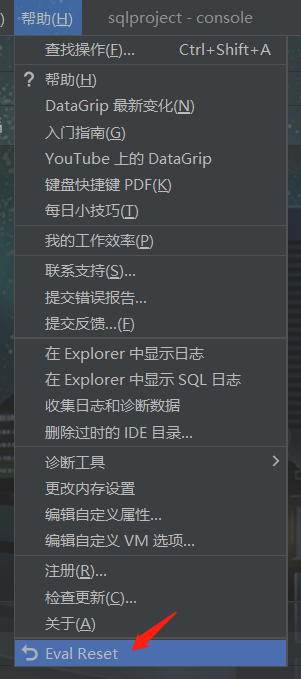 帮助(H) sqlproject - console
查找操作(F)... Ctrl+Shift+A
? 帮助(H)
DataGrip 最新变化(N)
入门指南(G)
YouTube 上的 DataGrip
键盘快捷键 PDF(K)
每日小技巧(T)
我的工作效率(P)
联系支持(S)...
提交错误报告...
提交反馈...(F)
在 Explorer 中显示日志
在 Explorer 中显示 SQL 日志
收集日志和诊断数据
删除过时的 IDE 目录...
诊断工具
更改内存设置
编辑自定义属性...
编辑自定义 VM 选项...
注册(R)...
检查更新(C)...
关于(A)
Eval Reset